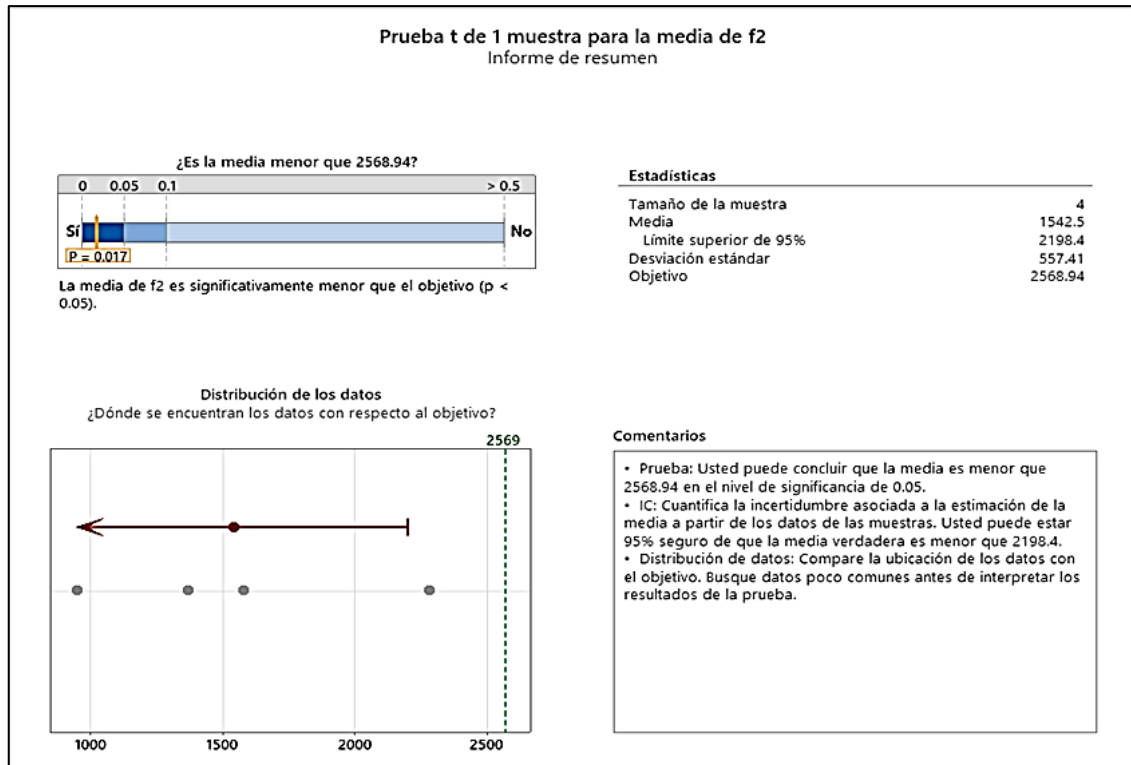 Prueba t de 1 muestra para la media de f2
Informe de resumen
¿Es la media menor que 2568.94?
0 0.05 0.1 > 0.5
Sí No
P = 0.017
La media de f2 es significativamente menor que el objetivo (p <
0.05).
Estadísticas
Tamaño de la muestra 4
Media 1542.5
Límite superior de 95% 2198.4
Desviación estándar 557.41
Objetivo 2568.94
Distribución de los datos
¿Dónde se encuentran los datos con respecto al objetivo?
2569
1000 1500 2000 2500
Comentarios
• Prueba: Usted puede concluir que la media es menor que
2568.94 en el nivel de significancia de 0.05.
• IC: Cuantifica la incertidumbre asociada a la estimación de la
media a partir de los datos de las muestras. Usted puede estar
95% seguro de que la media verdadera es menor que 2198.4.
• Distribución de datos: Compare la ubicación de los datos con
el objetivo. Busque datos poco comunes antes de interpretar los
resultados de la prueba.